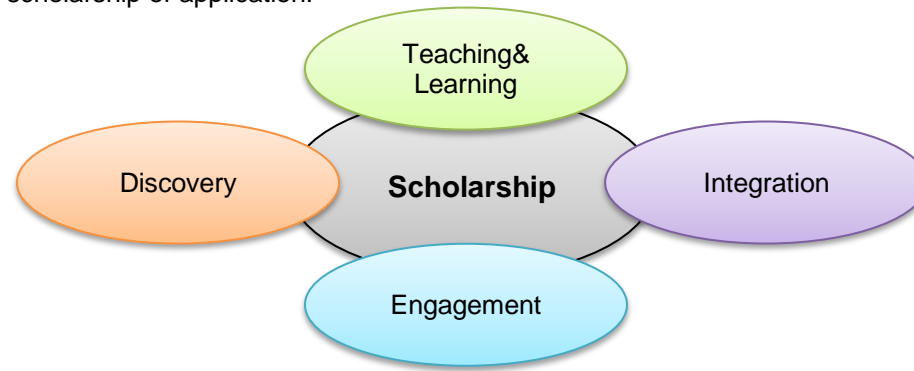 scholarship of application.
Teaching&
Learning
Discovery
Scholarship
Integration
Engagement